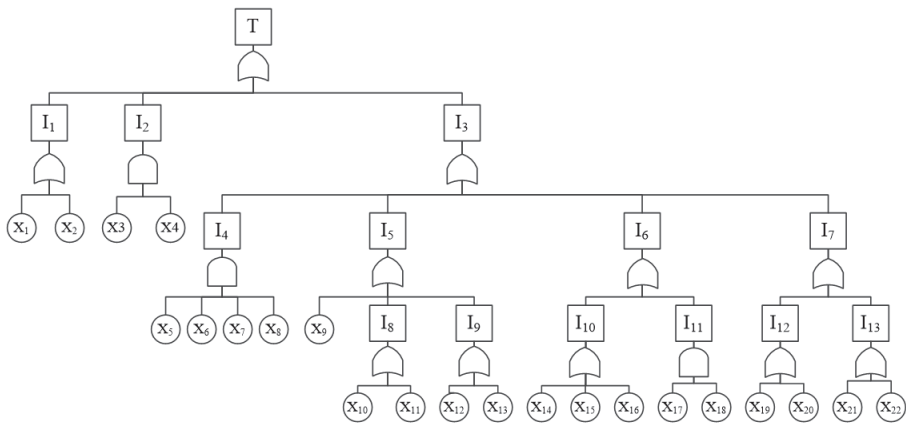 T
I₁ I₂ I₃
X₁ X₂ X3 X4 I₄ I₅ I₆ I₇
X₅ X₆ X₇ X₈ X₉ I₈ I₉ I₁₀ I₁₁ I₁₂ I₁₃
X₁₀ X₁₁ X₁₂ X₁₃ X₁₄ X₁₅ X₁₆ X₁₇ X₁₈ X₁₉ X₂₀ X₂₁ X₂₂